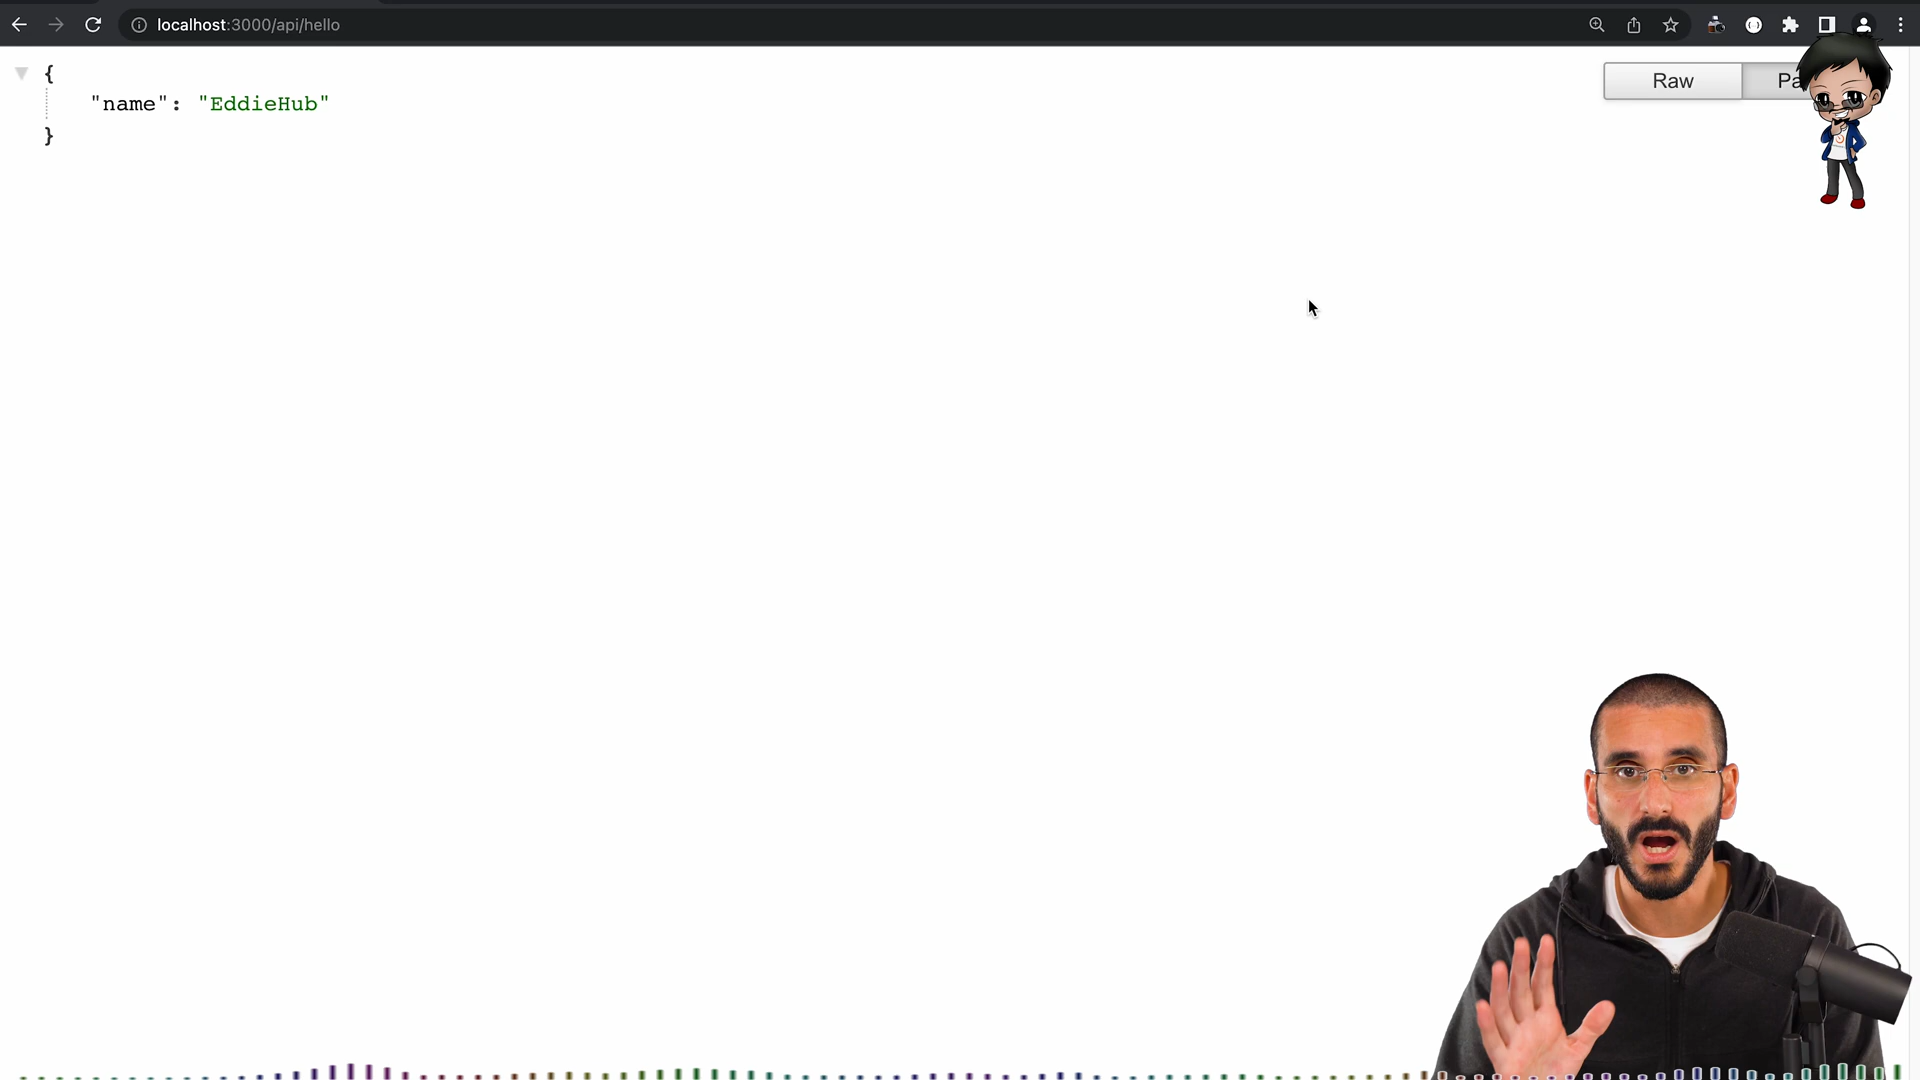 localhost:3000/api/hello
{
"name": "EddieHub"
}
Raw